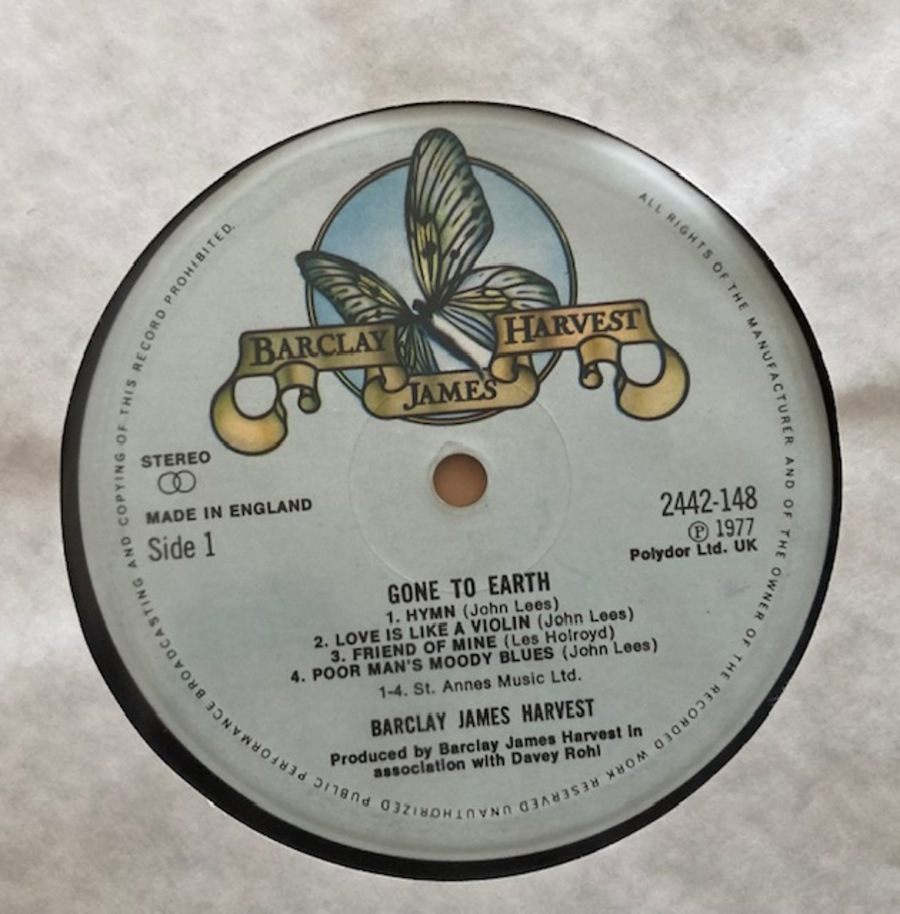 BARCLAY
JAMES
HARVEST
STEREO
MADE IN ENGLAND
Side 1
2442-148
Ⓟ 1977
Polydor Ltd. UK
GONE TO EARTH
1. HYMN (John Lees)
2. LOVE IS LIKE A VIOLIN (John Lees)
3. FRIEND OF MINE (Les Holroyd)
4. POOR MAN'S MOODY BLUES (John Lees)
1-4. St. Annes Music Ltd.
BARCLAY JAMES HARVEST
Produced by Barclay James Harvest in
association with Davey Rohl
ALL RIGHTS OF THE MANUFACTURER AND OF THE OWNER OF THE RECORDED WORK RESERVED UNAUTHORIZED PUBLIC PERFORMANCE BROADCASTING AND COPYING OF THIS RECORD PROHIBITED.